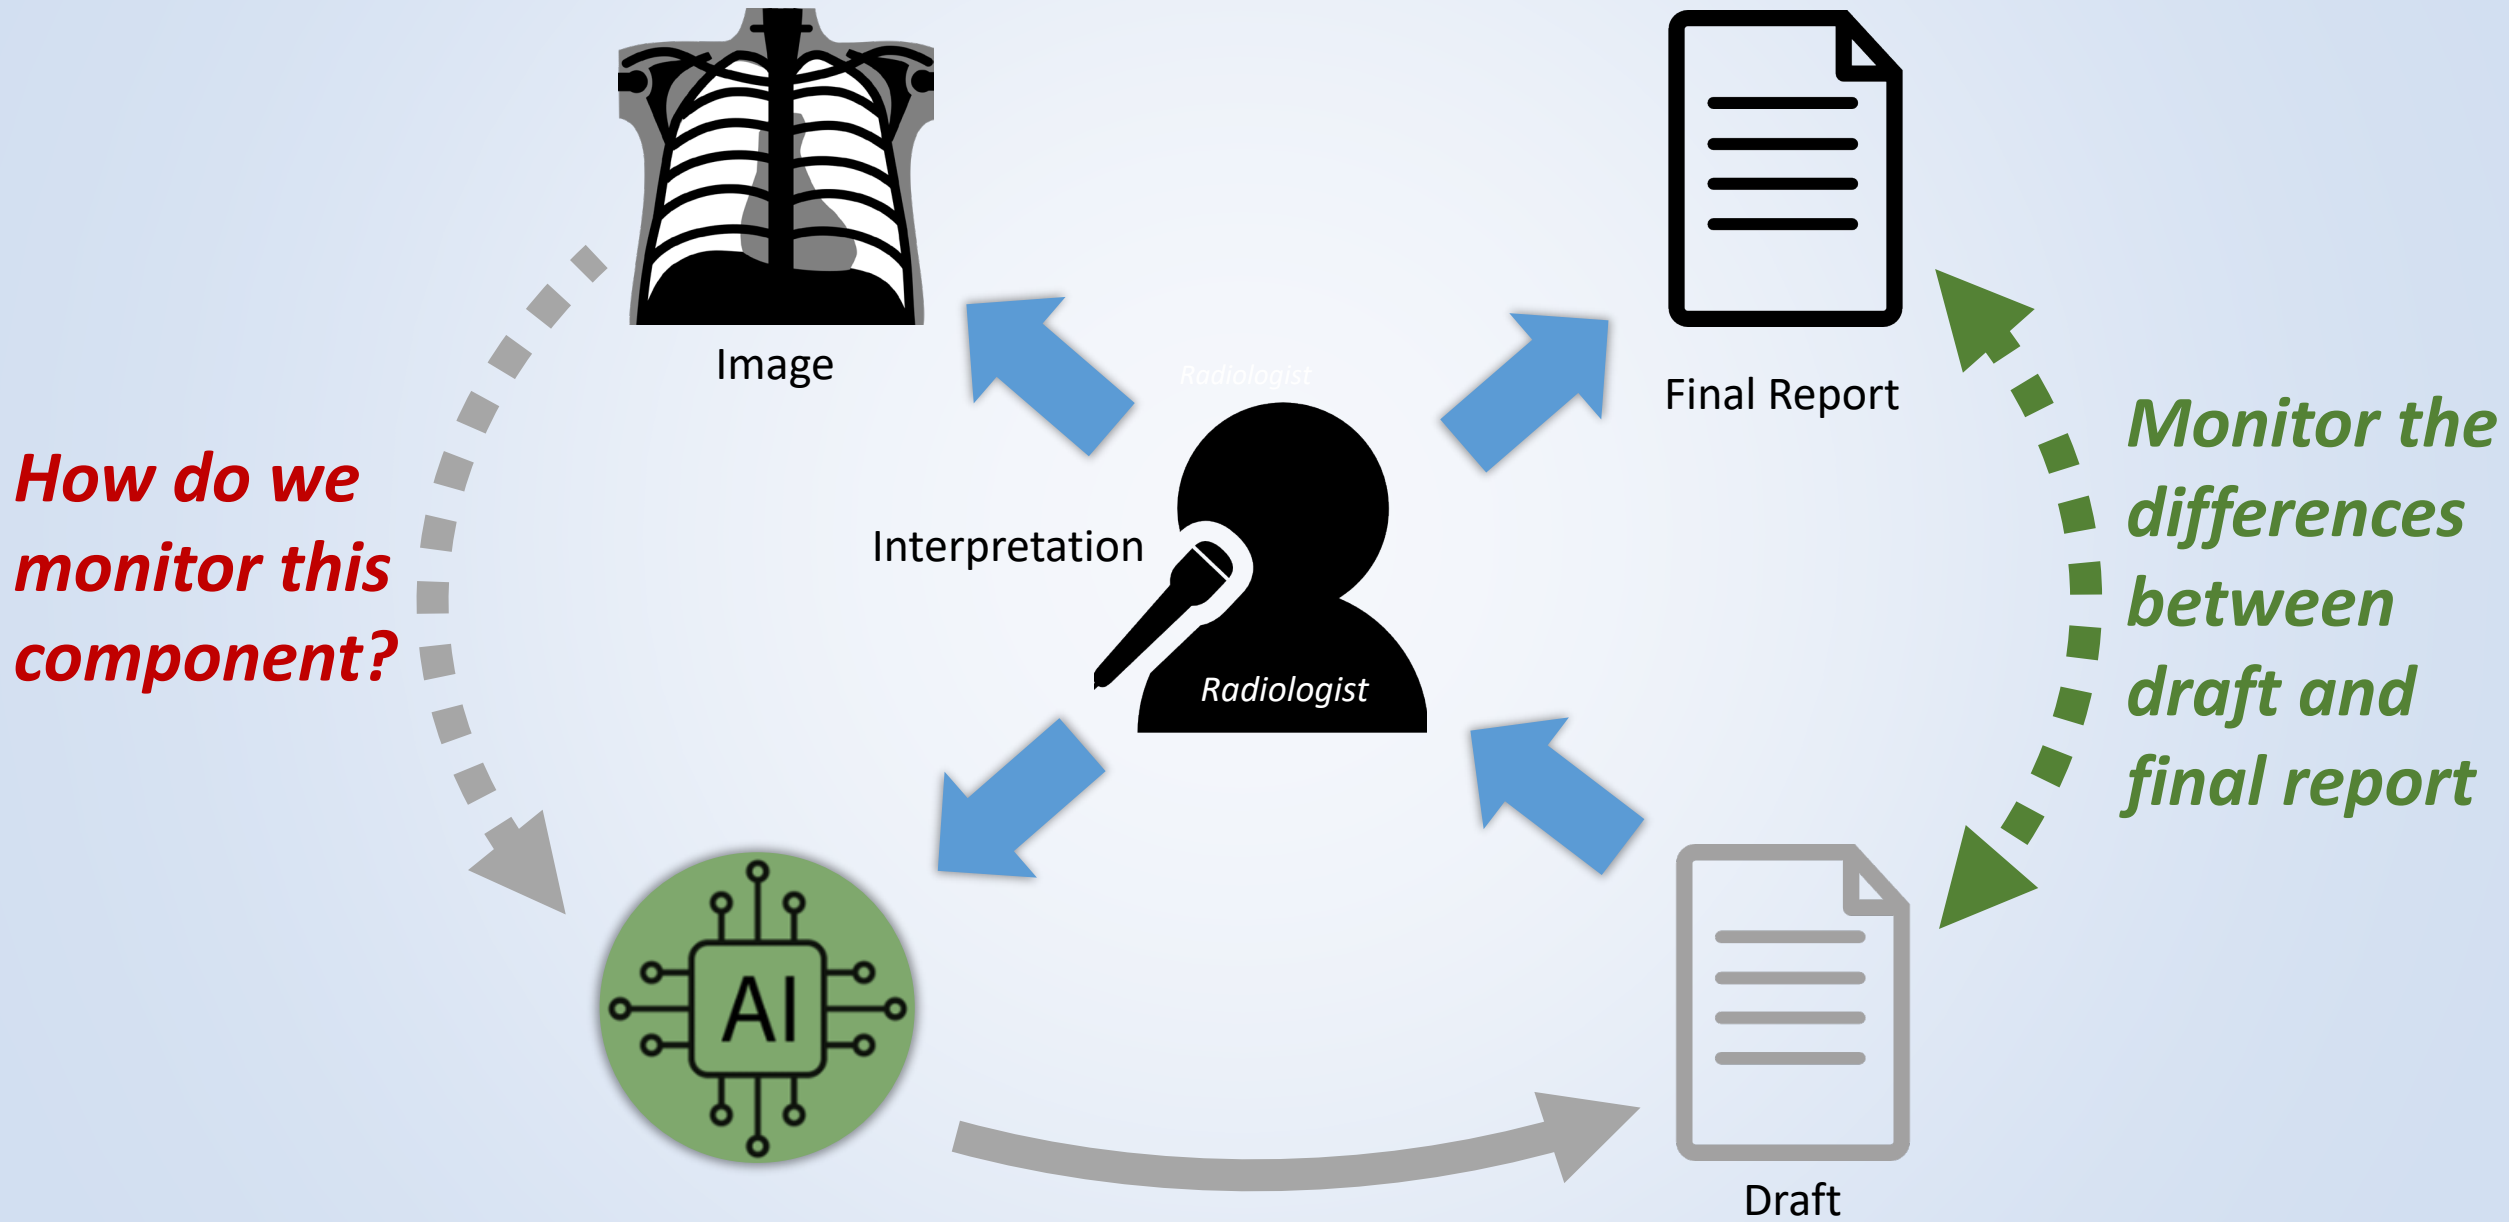 Image
Radiologist
Final Report
How do we
monitor this
component?
Interpretation
Radiologist
Monitor the
differences
between
draft and
final report
AI
Draft